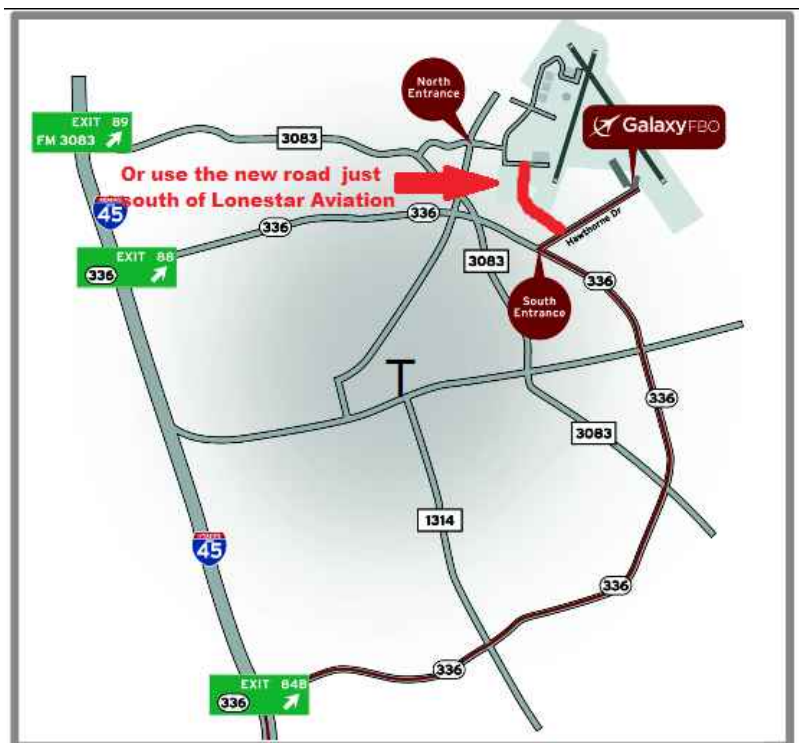 North
Entrance
EXIT 89
FM 3083
3083
GalaxyFBO
Or use the new road just
south of Lonestar Aviation
45
336
336
Hawthorne Dr
EXIT 88
336
3083
336
South
Entrance
T
336
3083
1314
45
336
336
EXIT 84B
336